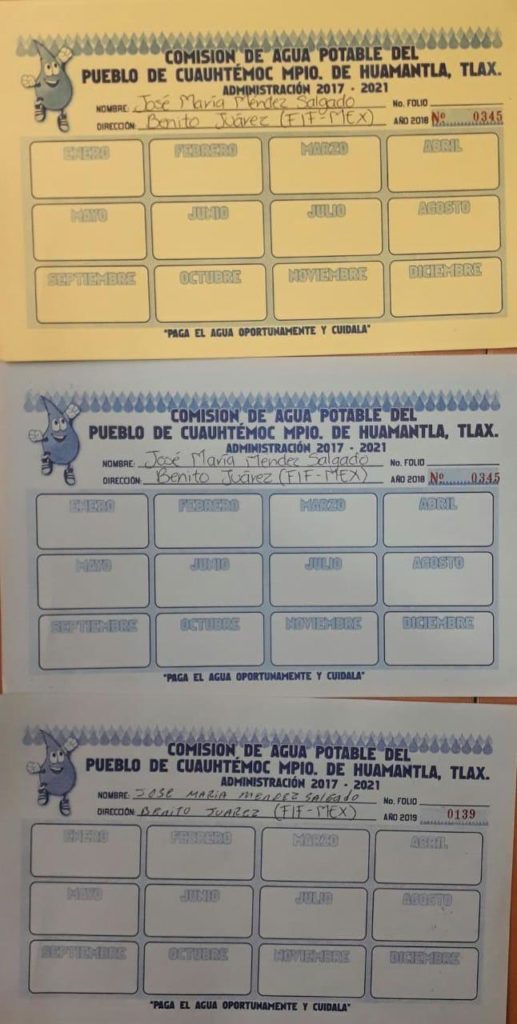 COMISION DE AGUA POTABLE DEL
PUEBLO DE CUAUHTÉMOC MPIO. DE HUAMANTLA, TLAX.
ADMINISTRACIÓN 2017 - 2021
NOMBRE: José María Méndez Salgado No. FOLIO
DIRECCIÓN: Benito Juárez (FIF-MEX) AÑO 2018 Nº 0345
ENERO FEBRERO MARZO ABRIL
MAYO JUNIO JULIO AGOSTO
SEPTIEMBRE OCTUBRE NOVIEMBRE DICIEMBRE
"PAGA EL AGUA OPORTUNAMENTE Y CUIDALA"
COMISION DE AGUA POTABLE DEL
PUEBLO DE CUAUHTÉMOC MPIO. DE HUAMANTLA, TLAX.
ADMINISTRACIÓN 2017 - 2021
NOMBRE: José María Méndez Salgado No. FOLIO
DIRECCIÓN: Benito Juárez (FIF-MEX) AÑO 2018 Nº 0345
ENERO FEBRERO MARZO ABRIL
MAYO JUNIO JULIO AGOSTO
SEPTIEMBRE OCTUBRE NOVIEMBRE DICIEMBRE
"PAGA EL AGUA OPORTUNAMENTE Y CUIDALA"
COMISION DE AGUA POTABLE DEL
PUEBLO DE CUAUHTÉMOC MPIO. DE HUAMANTLA, TLAX.
ADMINISTRACIÓN 2017 - 2021
NOMBRE: JOSE MARIA MENDEZ SALGADO No. FOLIO
DIRECCIÓN: BENITO JUAREZ (FIF-MEX) AÑO 2019 0139
ENERO FEBRERO MARZO ABRIL
MAYO JUNIO JULIO AGOSTO
SEPTIEMBRE OCTUBRE NOVIEMBRE DICIEMBRE
"PAGA EL AGUA OPORTUNAMENTE Y CUIDALA"